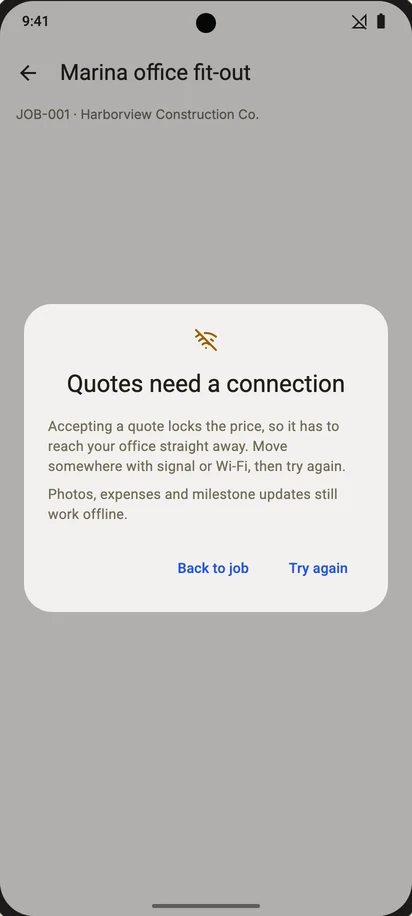 9:41
Marina office fit-out
JOB-001 · Harborview Construction Co.
Quotes need a connection
Accepting a quote locks the price, so it has to
reach your office straight away. Move
somewhere with signal or Wi-Fi, then try again.
Photos, expenses and milestone updates still
work offline.
Back to job
Try again